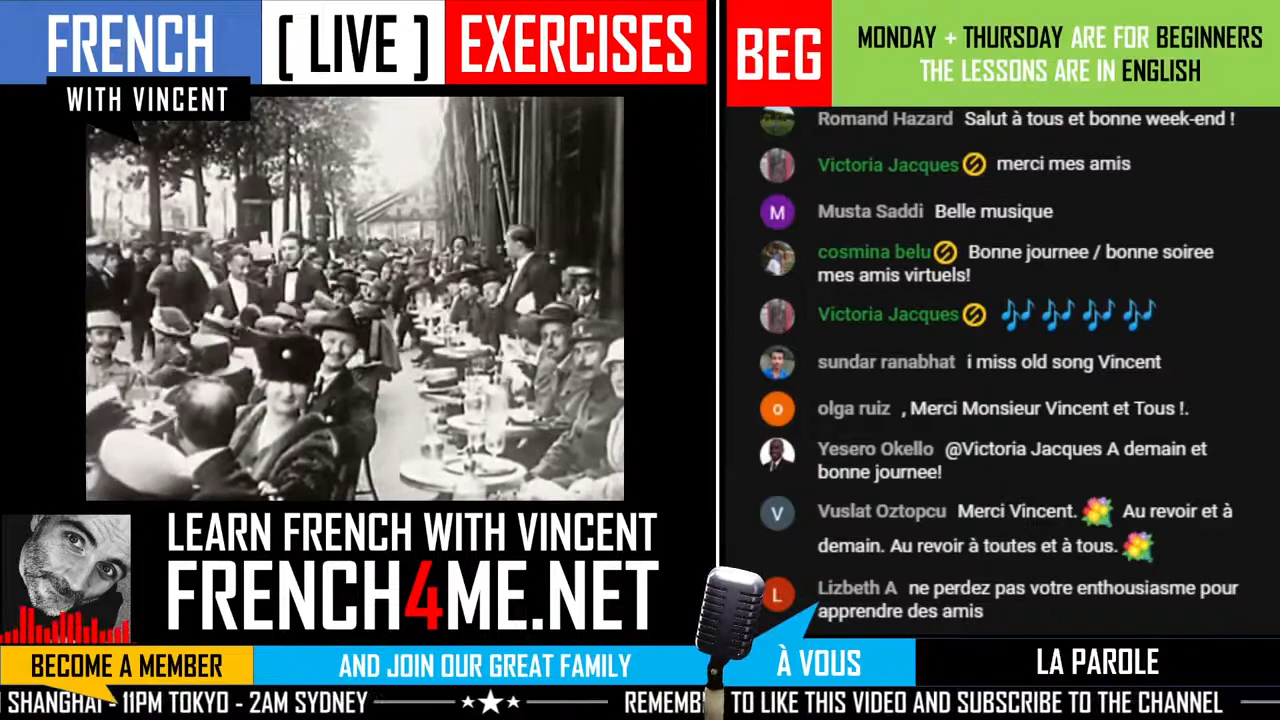 FRENCH [ LIVE ] EXERCISES
WITH VINCENT
BEG
MONDAY + THURSDAY ARE FOR BEGINNERS
THE LESSONS ARE IN ENGLISH
Romand Hazard Salut à tous et bonne week-end !
Victoria Jacques merci mes amis
M Musta Saddi Belle musique
cosmina belu Bonne journee / bonne soiree
mes amis virtuels!
Victoria Jacques 🎶 🎶 🎶 🎶
sundar ranabhat i miss old song Vincent
o olga ruiz , Merci Monsieur Vincent et Tous !.
Yesero Okello @Victoria Jacques A demain et
bonne journee!
V Vuslat Oztopcu Merci Vincent. 💐 Au revoir et à
demain. Au revoir à toutes et à tous. 💐
L Lizbeth A ne perdez pas votre enthousiasme pour
apprendre des amis
LEARN FRENCH WITH VINCENT
FRENCH4ME.NET
BECOME A MEMBER AND JOIN OUR GREAT FAMILY
À VOUS LA PAROLE
SHANGHAI - 11PM TOKYO - 2AM SYDNEY
TO LIKE THIS VIDEO AND SUBSCRIBE TO THE CHANNEL